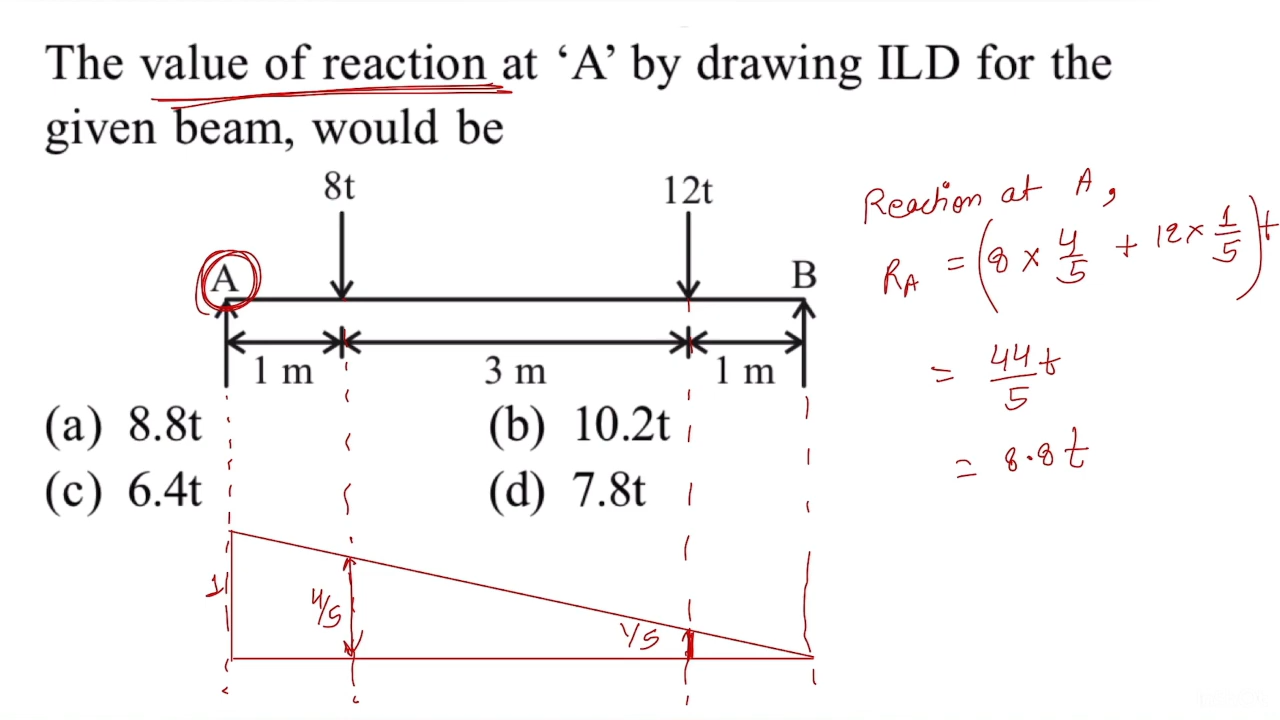 The value of reaction at ‘A’ by drawing ILD for the
given beam, would be
8t 12t
A B
1 m 3 m 1 m
(a) 8.8t (b) 10.2t
(c) 6.4t (d) 7.8t
1 4/5 1/5
Reaction at A,
R_A = (8 × 4/5 + 12 × 1/5) t
= 44/5 t
= 8.8 t